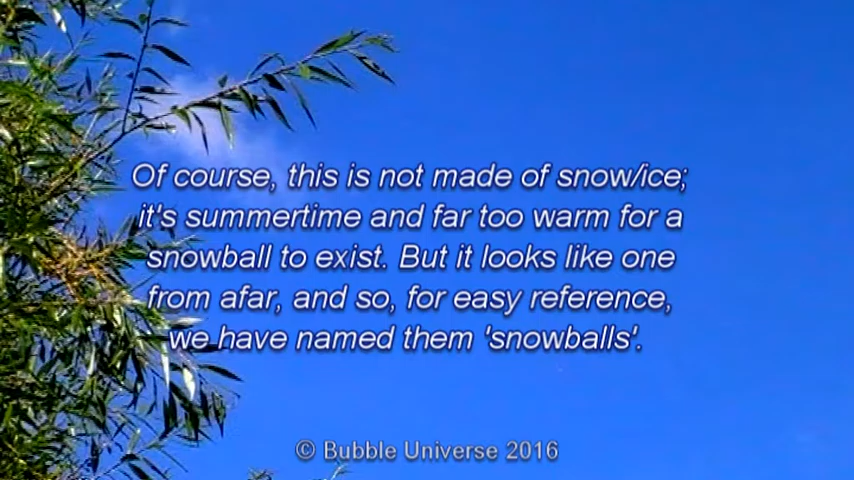 Of course, this is not made of snow/ice;
it's summertime and far too warm for a
snowball to exist. But it looks like one
from afar, and so, for easy reference,
we have named them 'snowballs'.
© Bubble Universe 2016